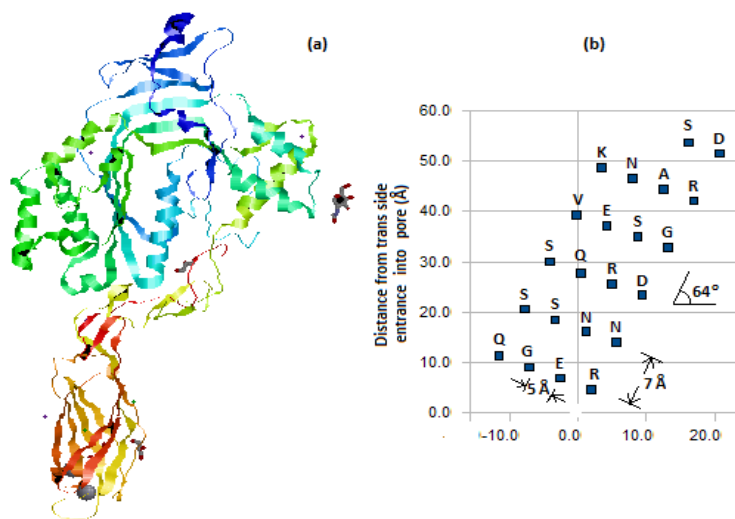 (a)
(b)
Distance from trans side
entrance into pore (Å)
60.0
50.0
40.0
30.0
20.0
10.0
0.0
S
D
K
N
A
R
V
E
S
G
S
Q
R
D
64°
S
S
N
N
Q
G
E
R
5 Å
7 Å
-10.0
0.0
10.0
20.0